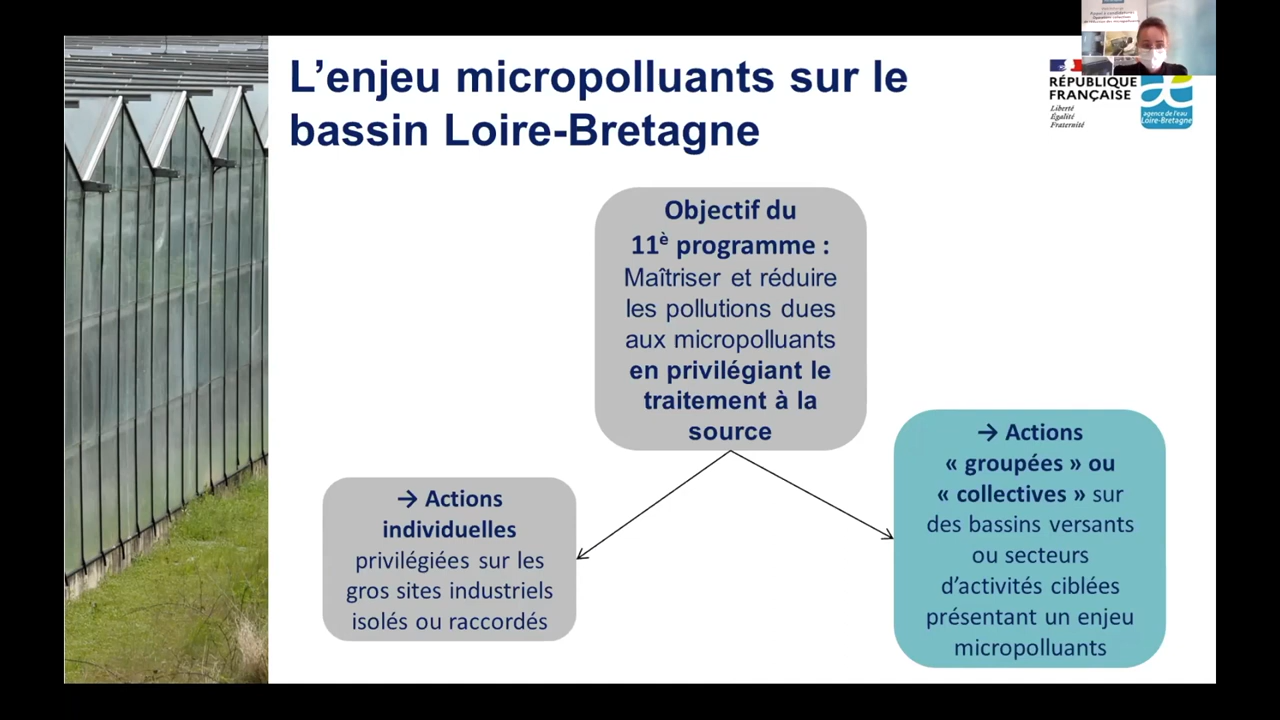 L'enjeu micropolluants sur le
bassin Loire-Bretagne
RÉPUBLIQUE
FRANÇAISE
Liberté
Égalité
Fraternité
agence de l'eau
Loire-Bretagne
Objectif du
11è programme :
Maîtriser et réduire
les pollutions dues
aux micropolluants
en privilégiant le
traitement à la
source
→ Actions
individuelles
privilégiées sur les
gros sites industriels
isolés ou raccordés
→ Actions
« groupées » ou
« collectives » sur
des bassins versants
ou secteurs
d'activités ciblées
présentant un enjeu
micropolluants